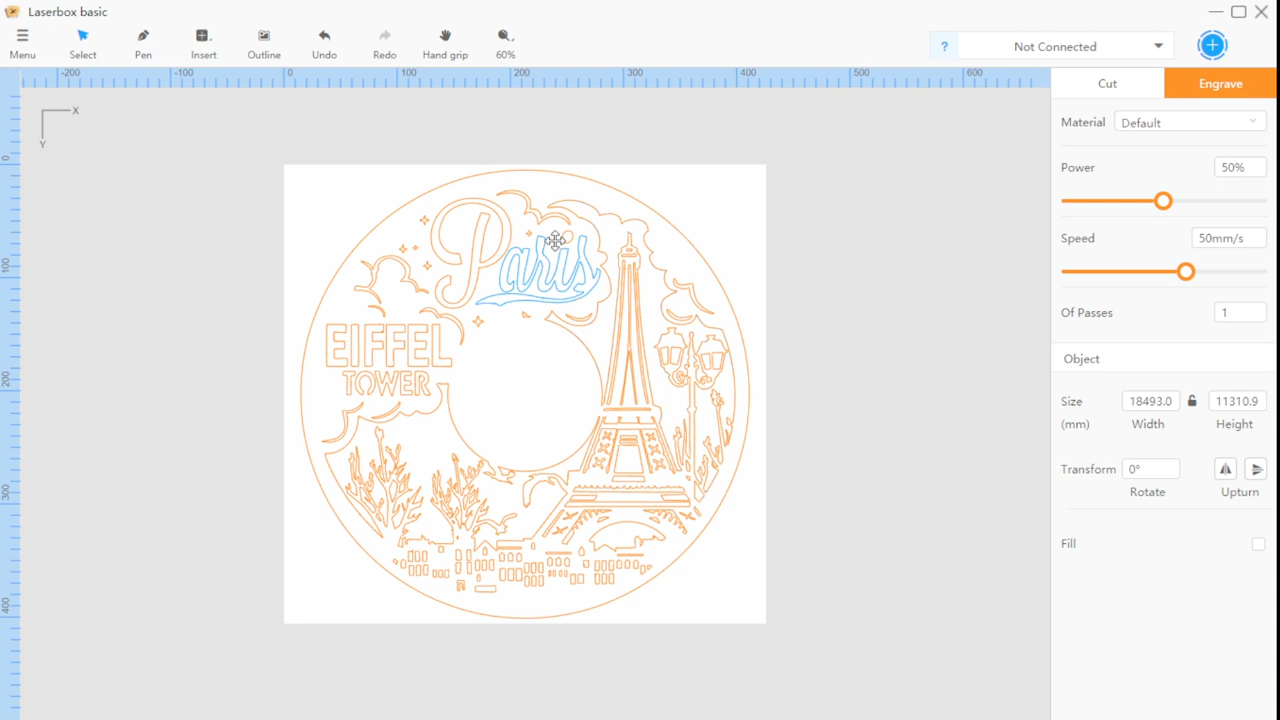 Laserbox basic
Menu Select Pen Insert Outline Undo Redo Hand grip 60%
? Not Connected
-200 -100 0 100 200 300 400 500 600
Cut Engrave
X
Y
Material Default
Power 50%
Speed 50mm/s
Of Passes 1
Object
Size 18493.0 11310.9
(mm) Width Height
Transform 0°
Rotate Upturn
Fill
0
100
200
300
400
Paris
EIFFEL
TOWER